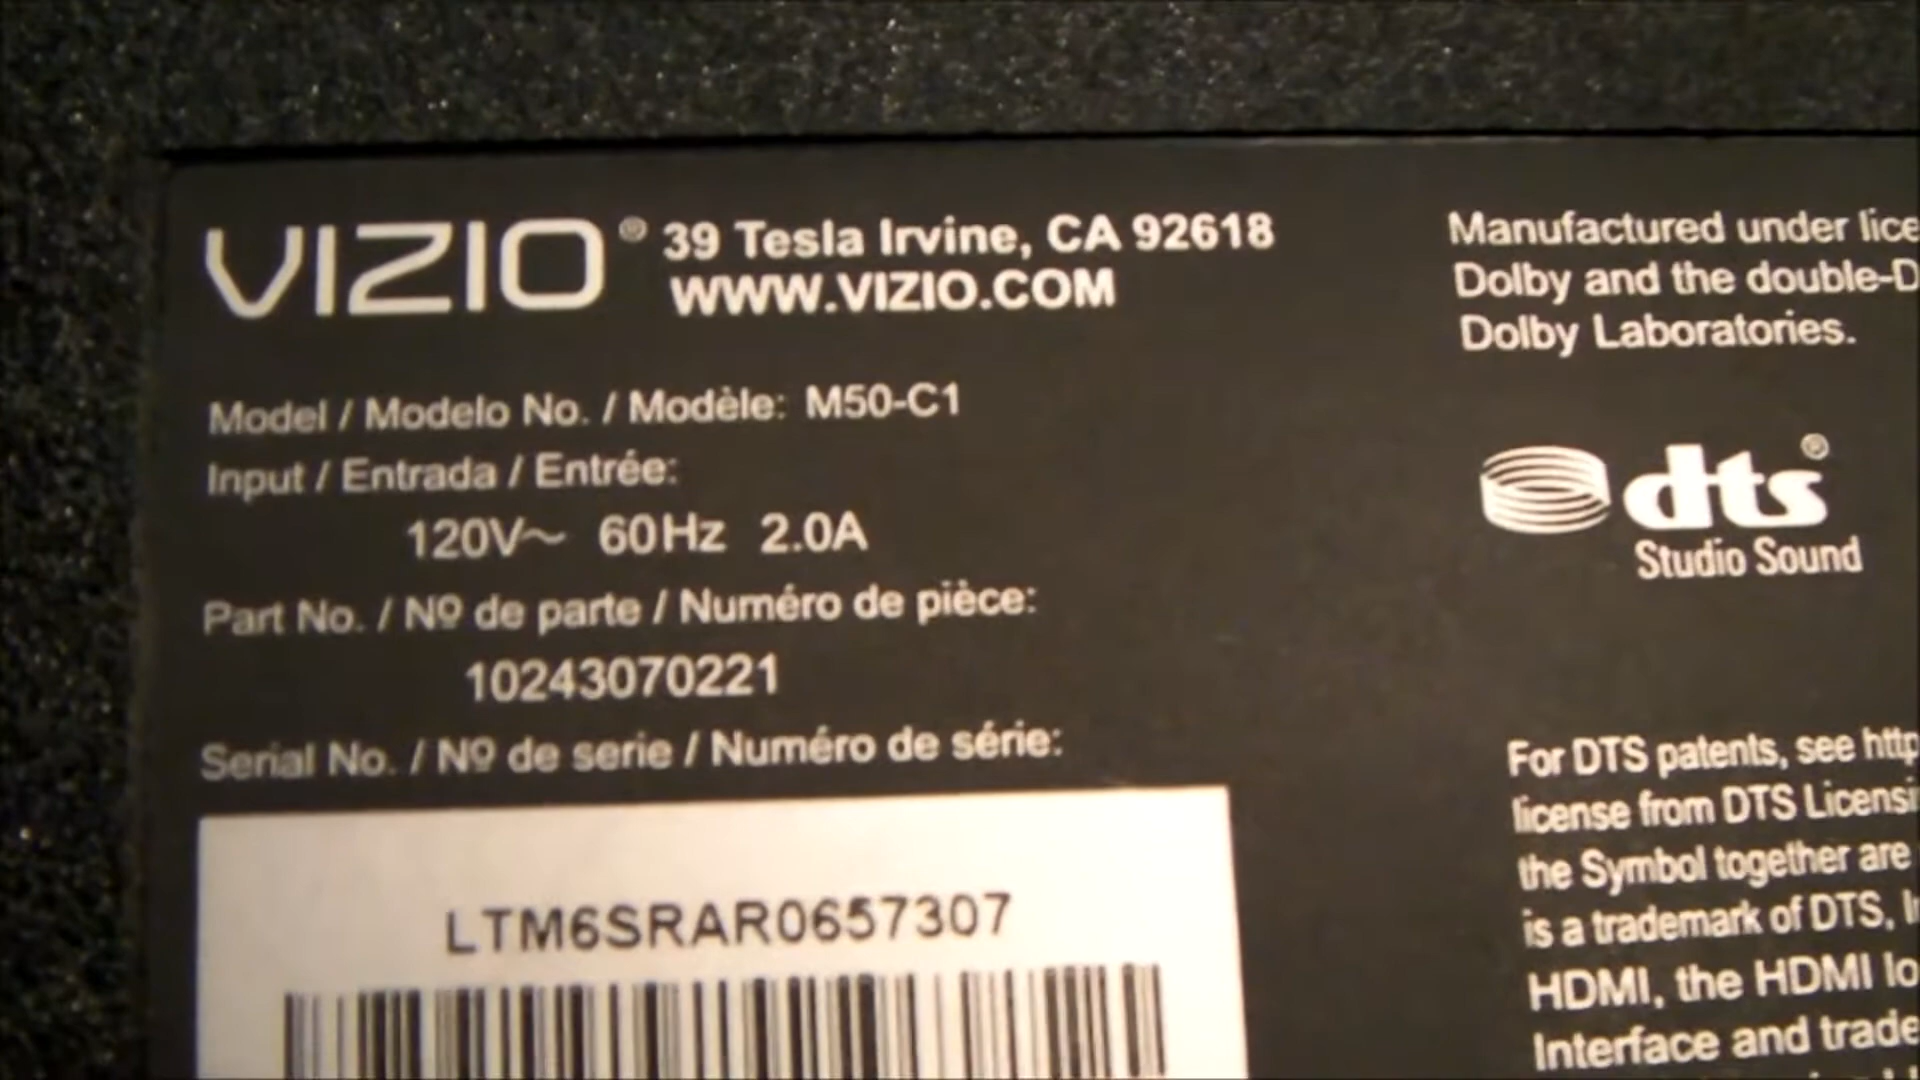 VIZIO® 39 Tesla Irvine, CA 92618
WWW.VIZIO.COM
Model / Modelo No. / Modèle: M50-C1
Input / Entrada / Entrée:
120V~ 60Hz 2.0A
Part No. / Nº de parte / Numéro de pièce:
10243070221
Serial No. / Nº de serie / Numéro de série:
LTM6SRAR0657307
Manufactured under lice
Dolby and the double-D
Dolby Laboratories.
dts®
Studio Sound
For DTS patents, see http
license from DTS Licensi
the Symbol together are
is a trademark of DTS, I
HDMI, the HDMI lo
Interface and trade